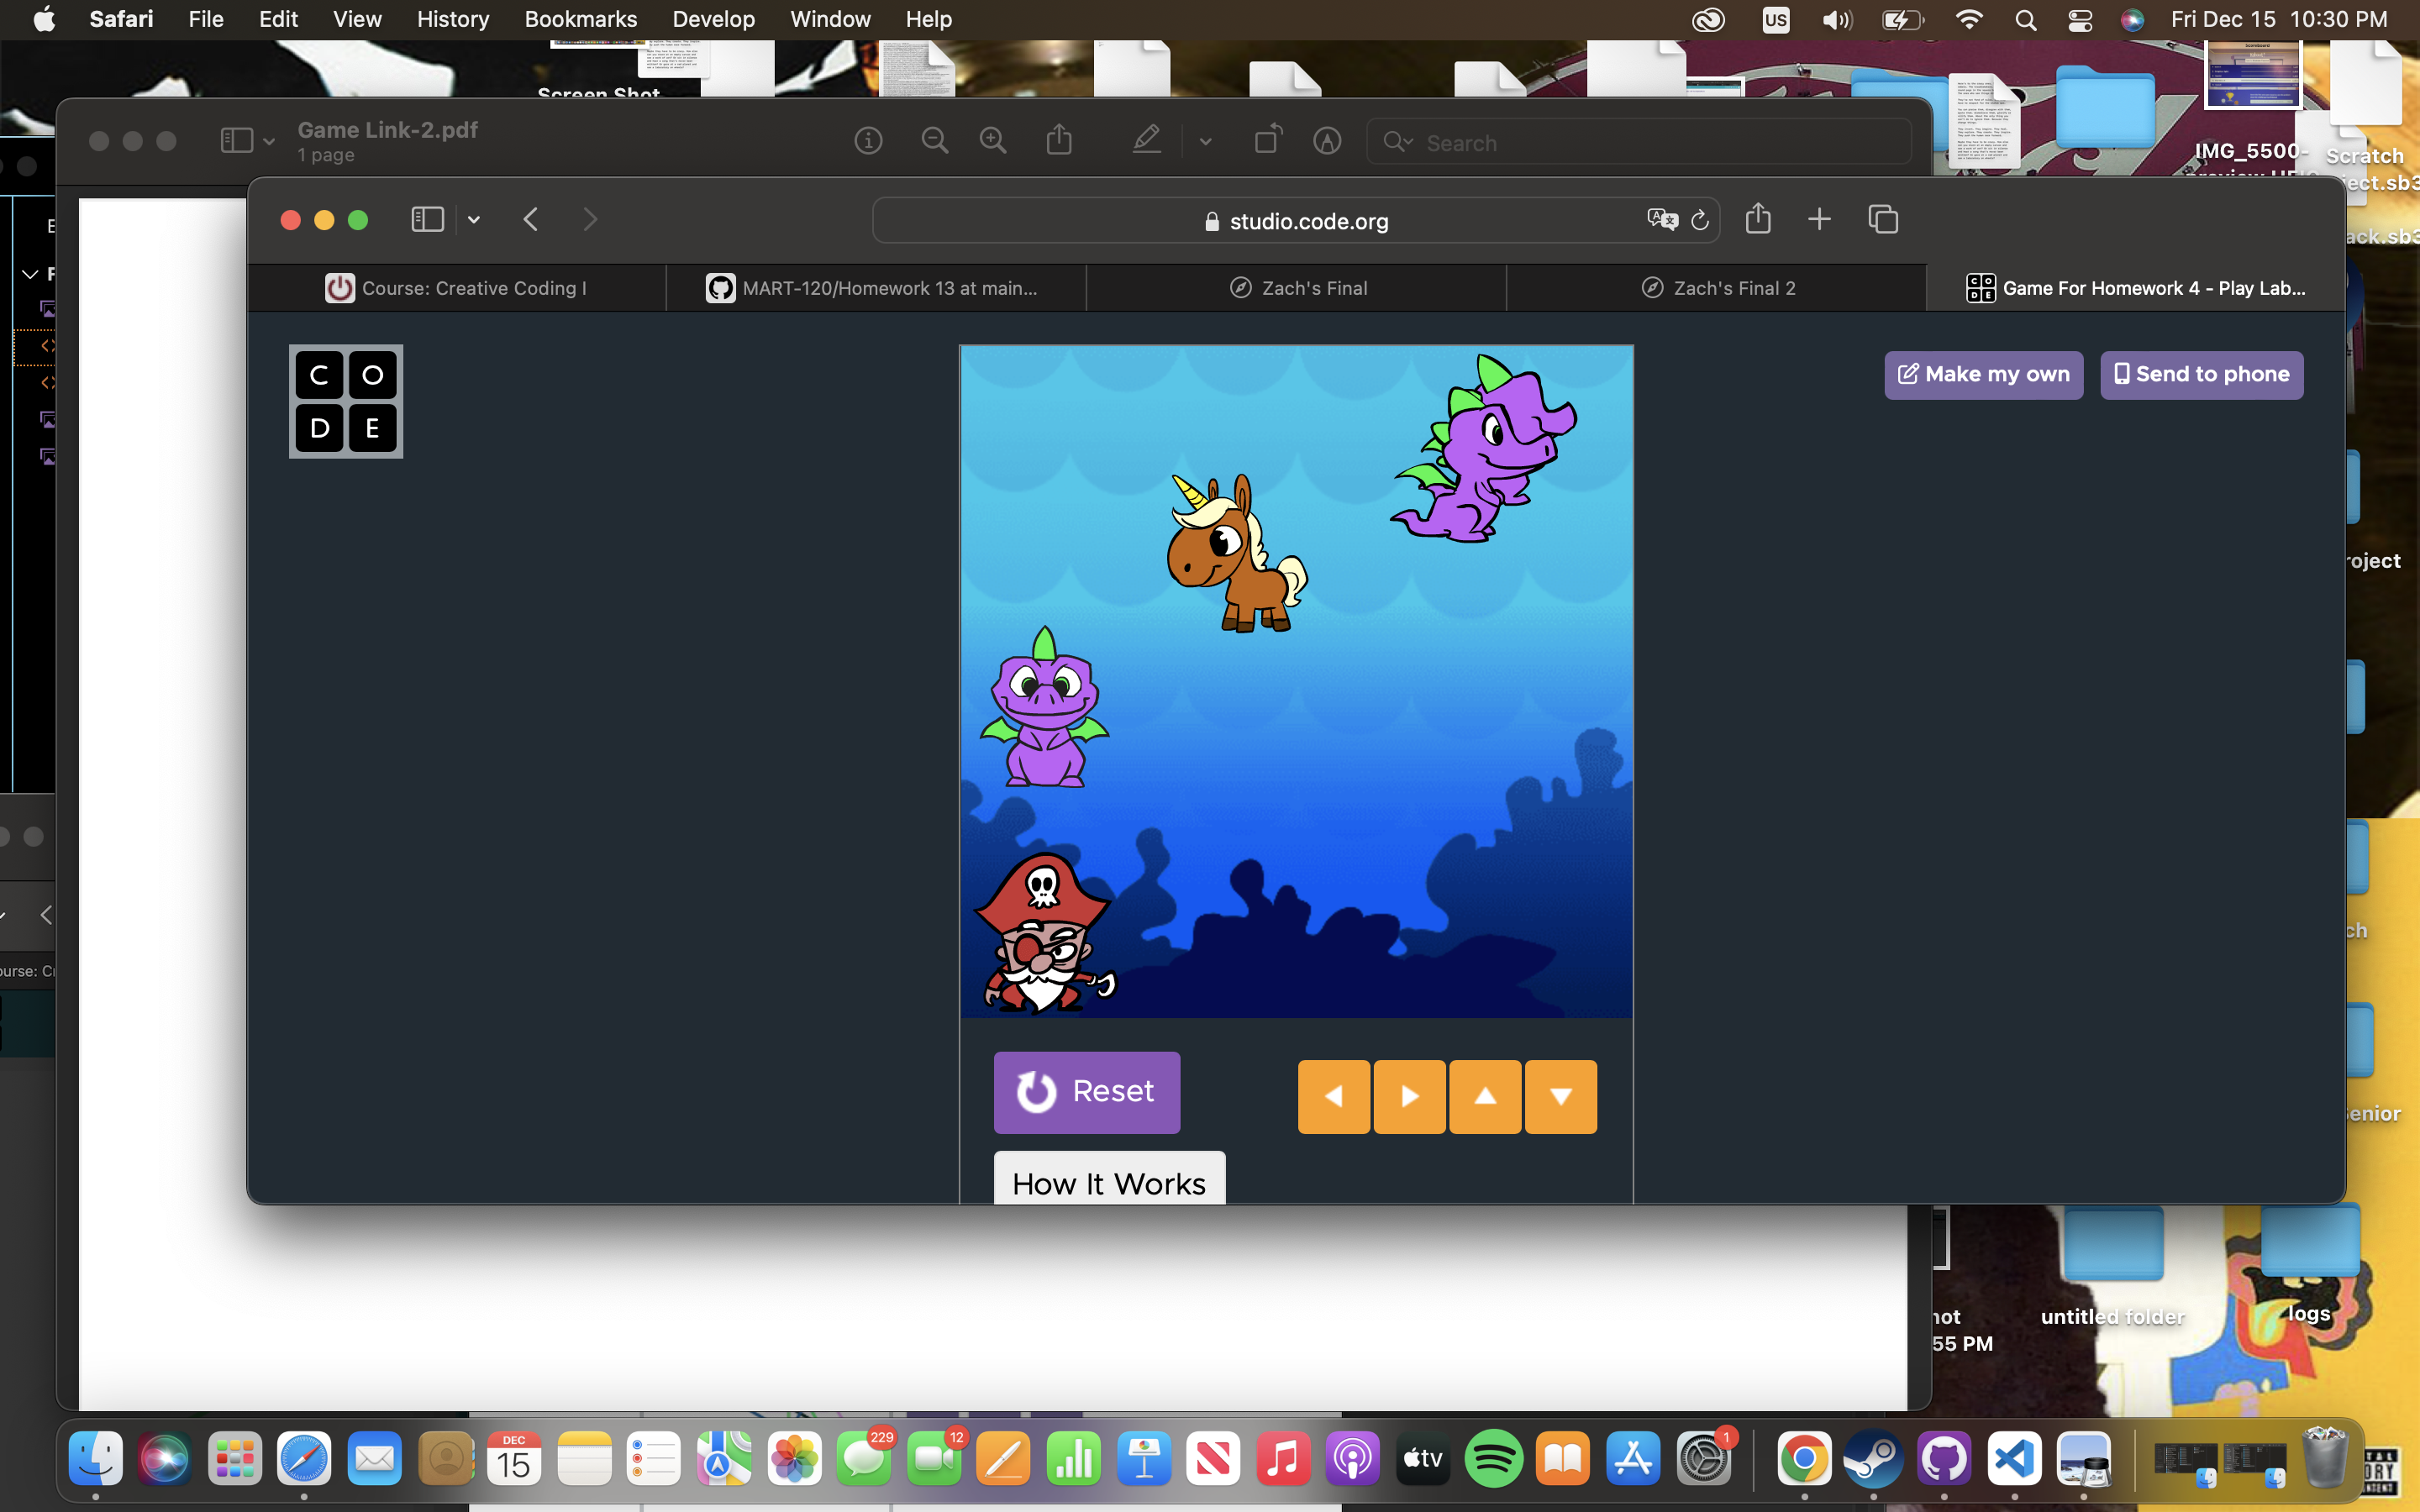 Safari File Edit View History Bookmarks Develop Window Help
US
Fri Dec 15 10:30 PM
Screen Shot
IMG_5500-
Scratch
ject.sb3
ack.sb3
Game Link-2.pdf
1 page
Search
studio.code.org
Course: Creative Coding I
MART-120/Homework 13 at main...
Zach's Final
Zach's Final 2
Game For Homework 4 - Play Lab...
C O
D E
Make my own
Send to phone
roject
ch
enior
ourse: Cr
Reset
How It Works
not
55 PM
untitled folder
logs
DEC
15
229
12
tv
1